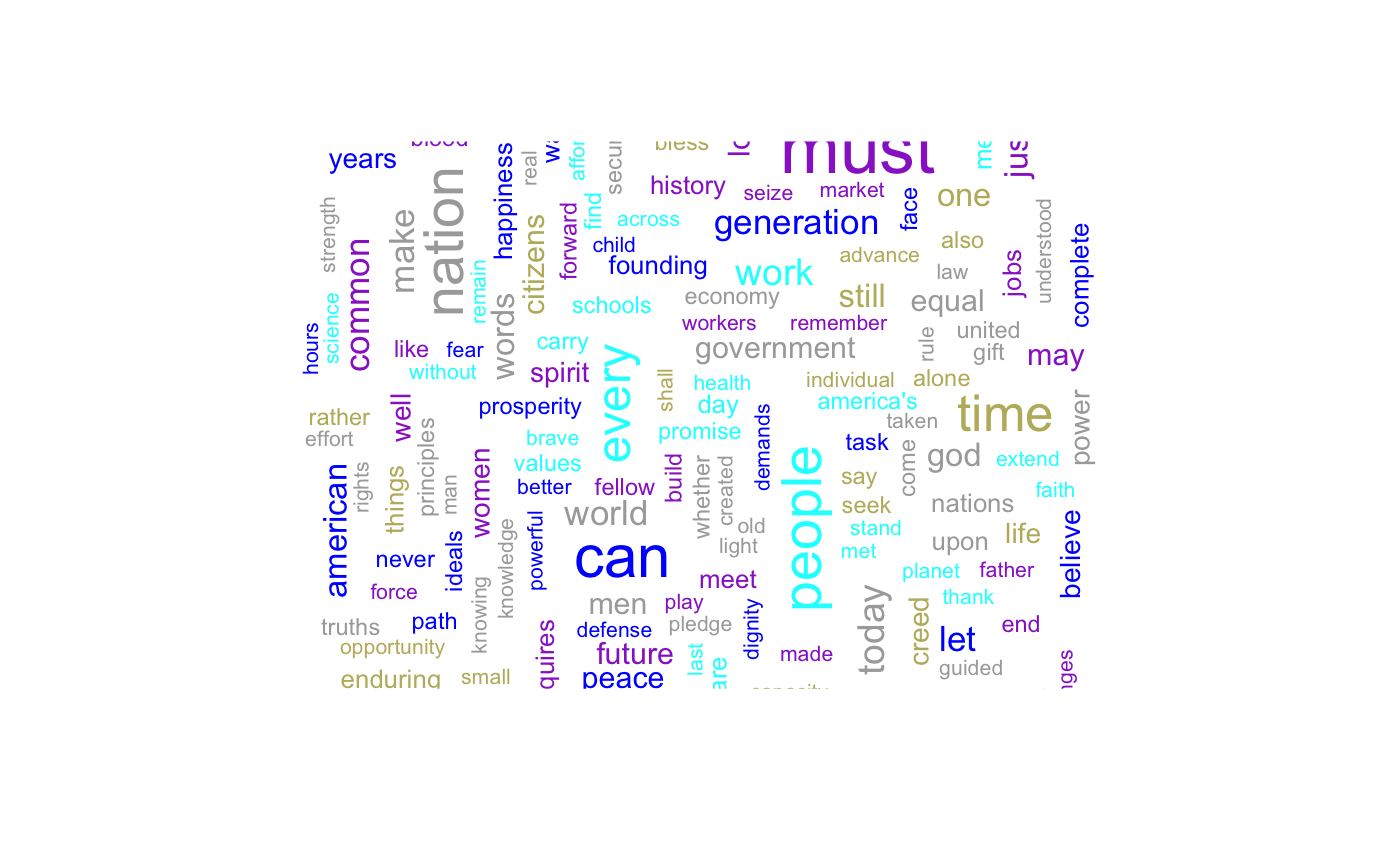 blood
years
nation
make
strength
common
science
hours
happiness
real
affor
secur
bless
must
jus
me
history
seize
market
one
face
generation
find
across
forward
citizens
child
founding
work
advance
also
law
jobs
understood
complete
remain
words
schools
economy
still
equal
workers
remember
united
rule
gift
may
government
like
fear
without
carry
spirit
every
shall
health
day
individual
alone
america's
taken
time
power
rather
effort
well
principles
prosperity
brave
values
better
fellow
promise
build
demands
task
come
god
extend
american
rights
things
man
women
whether
created
people
say
seek
faith
nations
old
light
world
can
powerful
knowledge
stand
met
upon
life
believe
never
ideals
force
knowing
meet
planet
father
thank
truths
path
opportunity
men
play
pledge
defense
dignity
today
creed
let
end
guided
quires
future
last
are
made
enduring
small
peace
capacity
nges